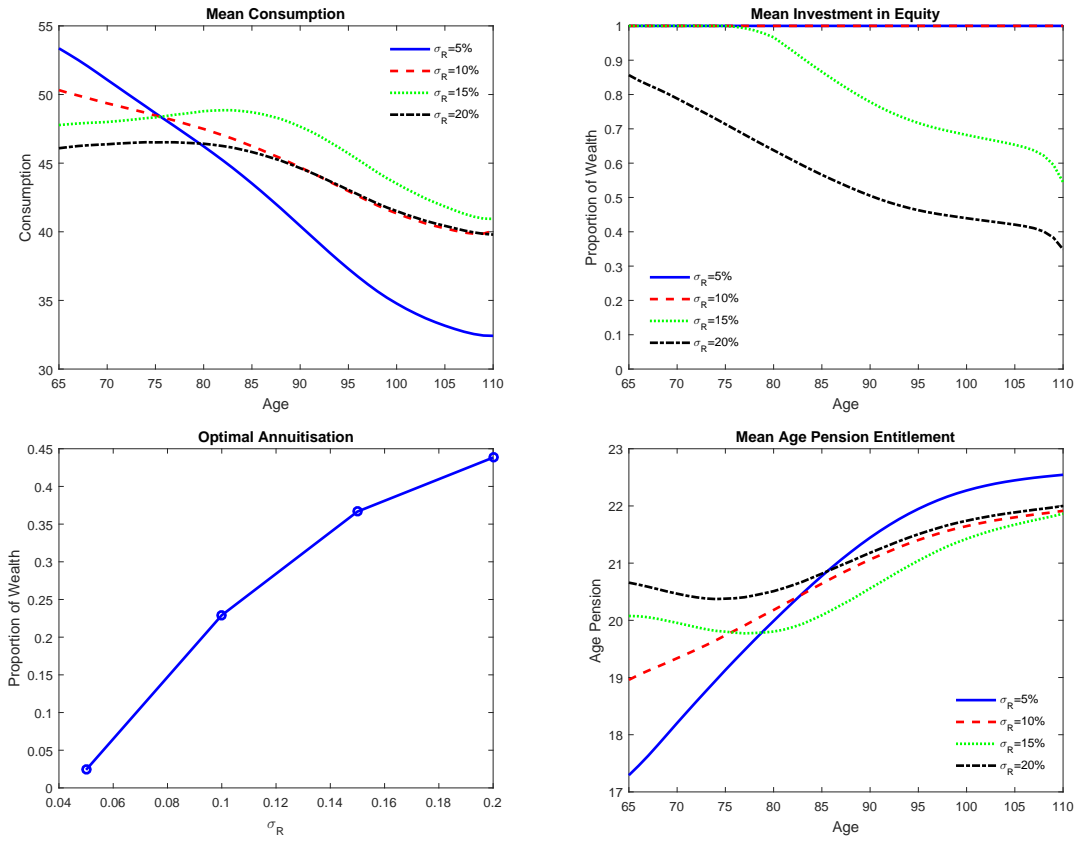 Mean Consumption
55
50
45
40
35
30
Consumption
65 70 75 80 85 90 95 100 105 110
Age
σR=5%
σR=10%
σR=15%
σR=20%
Mean Investment in Equity
1
0.9
0.8
0.7
0.6
0.5
0.4
0.3
0.2
0.1
0
Proportion of Wealth
65 70 75 80 85 90 95 100 105 110
Age
σR=5%
σR=10%
σR=15%
σR=20%
Optimal Annuitisation
0.45
0.4
0.35
0.3
0.25
0.2
0.15
0.1
0.05
0
Proportion of Wealth
0.04 0.06 0.08 0.1 0.12 0.14 0.16 0.18 0.2
σR
Mean Age Pension Entitlement
23
22
21
20
19
18
17
Age Pension
65 70 75 80 85 90 95 100 105 110
Age
σR=5%
σR=10%
σR=15%
σR=20%